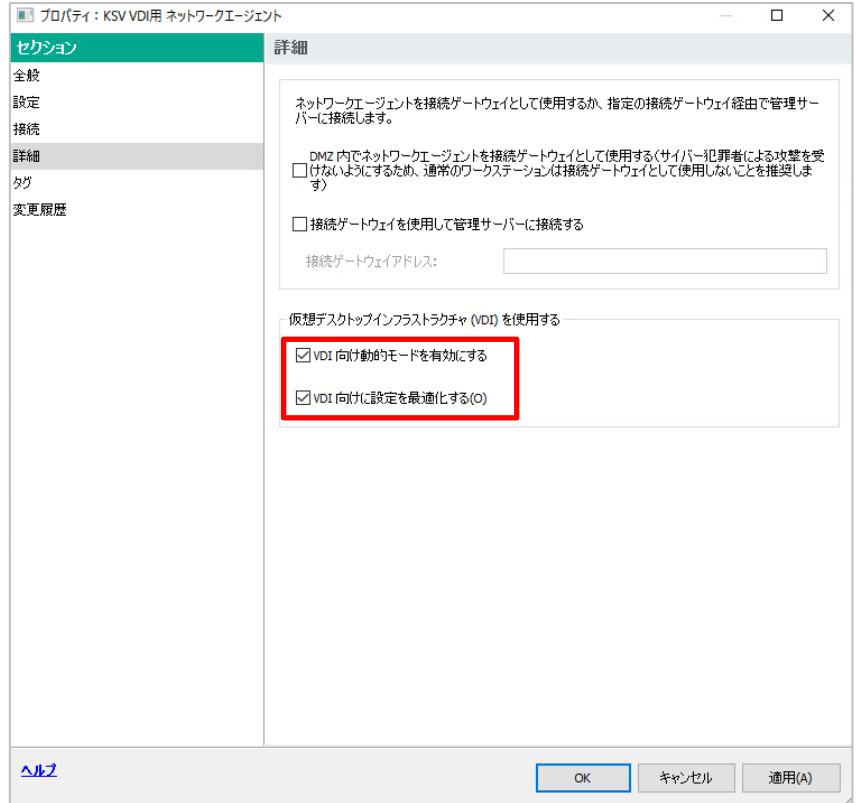 プロパティ：KSV VDI用 ネットワークエージェント
セクション
全般
設定
接続
詳細
タグ
変更履歴
詳細
ネットワークエージェントを接続ゲートウェイとして使用するか、指定の接続ゲートウェイ経由で管理サー
バーに接続します。
DMZ 内でネットワークエージェントを接続ゲートウェイとして使用する(サイバー犯罪者による攻撃を受
けないようにするため、通常のワークステーションは接続ゲートウェイとして使用しないことを推奨しま
す)
接続ゲートウェイを使用して管理サーバーに接続する
接続ゲートウェイアドレス：
仮想デスクトップインフラストラクチャ (VDI) を使用する
VDI 向け動的モードを有効にする
VDI 向けに設定を最適化する(O)
ヘルプ
OK
キャンセル
適用(A)